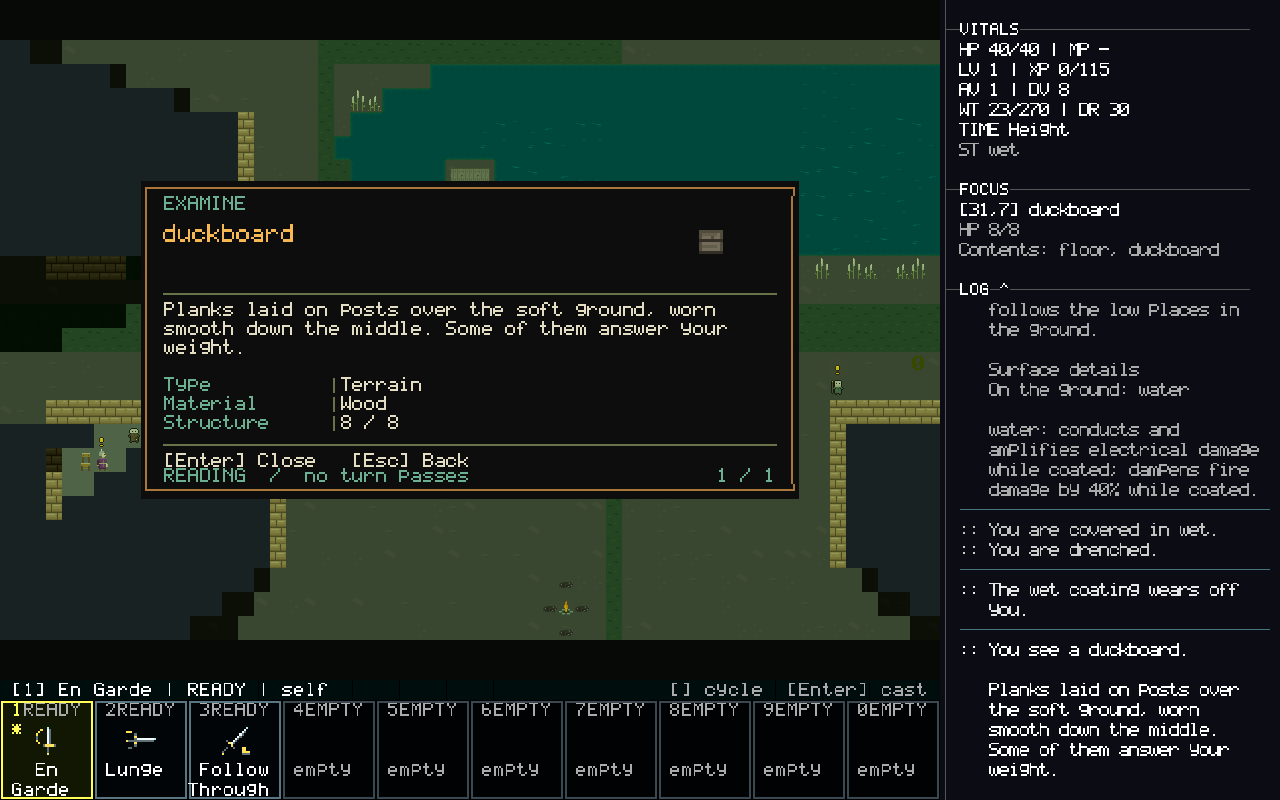 EXAMINE
duckboard
Planks laid on Posts over the soft ground, worn
smooth down the middle. Some of them answer your
weight.
Type |Terrain
Material |Wood
Structure |8 / 8
[Enter] Close [Esc] Back
READING / no turn Passes 1 / 1
[1] En Garde | READY | self [] cycle [Enter] cast
1READY 2READY 3READY 4EMPTY 5EMPTY 6EMPTY 7EMPTY 8EMPTY 9EMPTY 0EMPTY
*
En Garde
Lunge
Follow Through
empty empty empty empty empty empty empty
VITALS
HP 40/40 | MP -
LV 1 | XP 0/115
AV 1 | DV 8
WT 23/270 | DR 30
TIME Height
ST wet
FOCUS
[31,7] duckboard
HP 8/8
Contents: floor, duckboard
LOG ^
follows the low Places in
the ground.
Surface details
On the ground: water
water: conducts and
amplifies electrical damage
while coated; dampens fire
damage by 40% while coated.
:: You are covered in wet.
:: You are drenched.
:: The wet coating wears off
you.
:: You see a duckboard.
Planks laid on Posts over
the soft ground, worn
smooth down the middle.
Some of them answer your
weight.